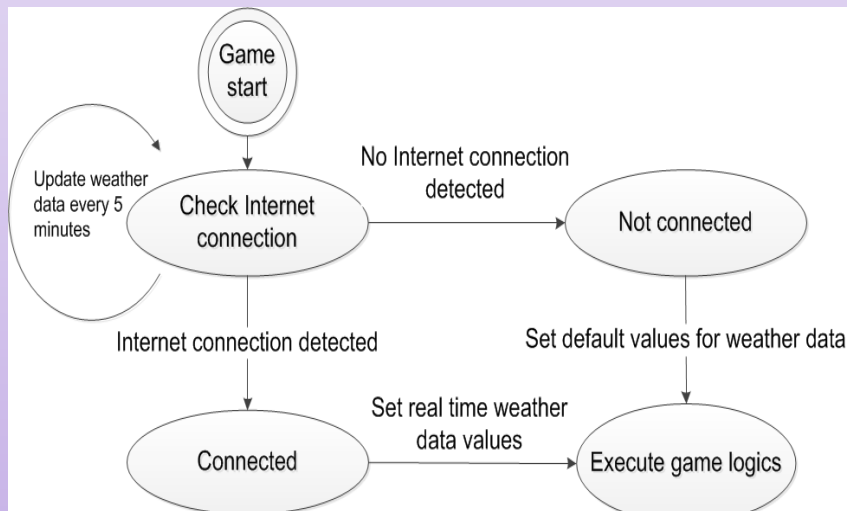 Game
start
No Internet connection
detected
Update weather
data every 5
minutes
Check Internet
connection
Not connected
Internet connection detected
Set default values for weather data
Set real time weather
data values
Connected
Execute game logics